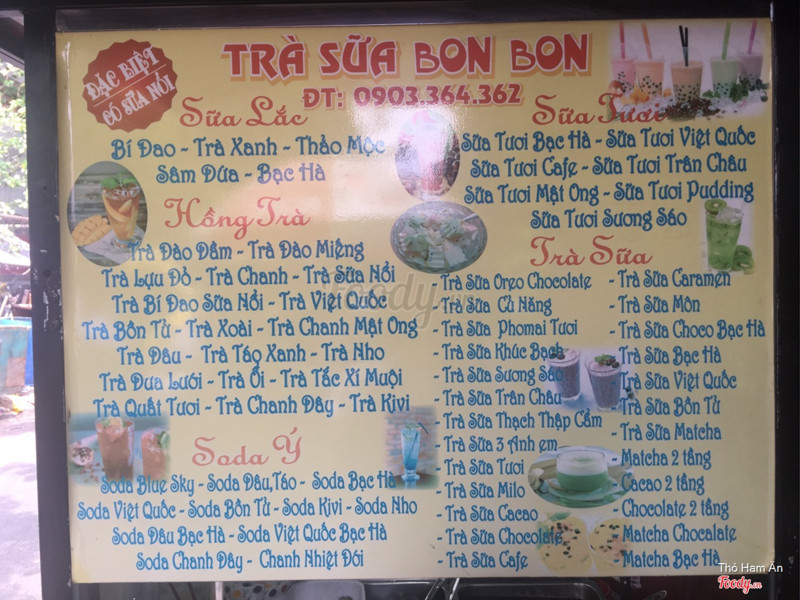 ĐẶC BIỆT
CÓ SỮA NỔI
TRÀ SỮA BON BON
ĐT: 0903.364.362
Sữa Lắc
Bí Đao - Trà Xanh - Thảo Mộc
Sâm Dứa - Bạc Hà
Hồng Trà
Trà Đào Dầm - Trà Đào Miếng
Trà Lựu Đỏ - Trà Chanh - Trà Sữa Nổi
Trà Bí Đao Sữa Nổi - Trà Việt Quốc
Trà Bồn Tử - Trà Xoài - Trà Chanh Mật Ong
Trà Dâu - Trà Táo Xanh - Trà Nho
Trà Dưa Lưới - Trà Ổi - Trà Tắc Xí Muội
Trà Quất Tươi - Trà Chanh Dây - Trà Kivi
Soda Ý
Soda Blue Sky - Soda Dâu,Táo - Soda Bạc Hà
Soda Việt Quốc - Soda Bồn Tử - Soda Kivi - Soda Nho
Soda Dâu Bạc Hà - Soda Việt Quốc Bạc Hà
Soda Chanh Dây - Chanh Nhiệt Đới
Sữa Tươi
Sữa Tươi Bạc Hà - Sữa Tươi Việt Quốc
Sữa Tươi Cafe - Sữa Tươi Trân Châu
Sữa Tươi Mật Ong - Sữa Tươi Pudding
Sữa Tươi Sương Sáo
Trà Sữa
- Trà Sữa Oreo Chocolate
- Trà Sữa Củ Năng
- Trà Sữa Phomai Tươi
- Trà Sữa Khúc Bạch
- Trà Sữa Sương Sáo
- Trà Sữa Trân Châu
- Trà Sữa Thạch Thập Cẩm
- Trà Sữa 3 Anh em
- Trà Sữa Tươi
- Trà Sữa Milo
- Trà Sữa Cacao
- Trà Sữa Chocolate
- Trà Sữa Cafe
- Trà Sữa Caramen
- Trà Sữa Môn
- Trà Sữa Choco Bạc Hà
- Trà Sữa Bạc Hà
- Trà Sữa Việt Quốc
- Trà Sữa Bồn Tử
- Trà Sữa Matcha
- Matcha 2 tầng
- Cacao 2 tầng
- Chocolate 2 tầng
- Matcha Chocalate
- Matcha Bạc Hà
Foody.vn
Thỏ Ham Ăn
Foody.vn